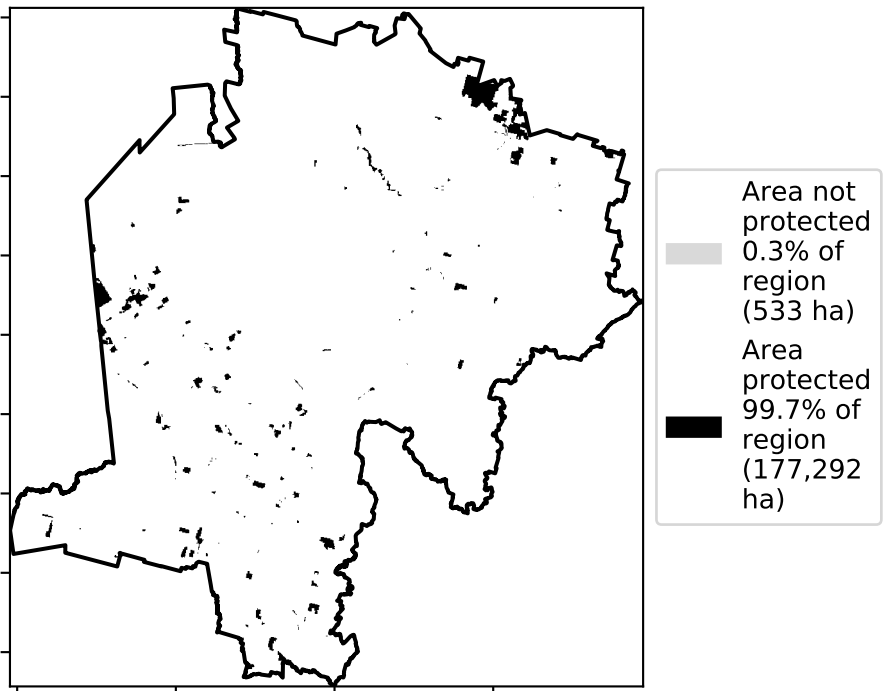 Area not
protected
0.3% of
region
(533 ha)
Area
protected
99.7% of
region
(177,292
ha)